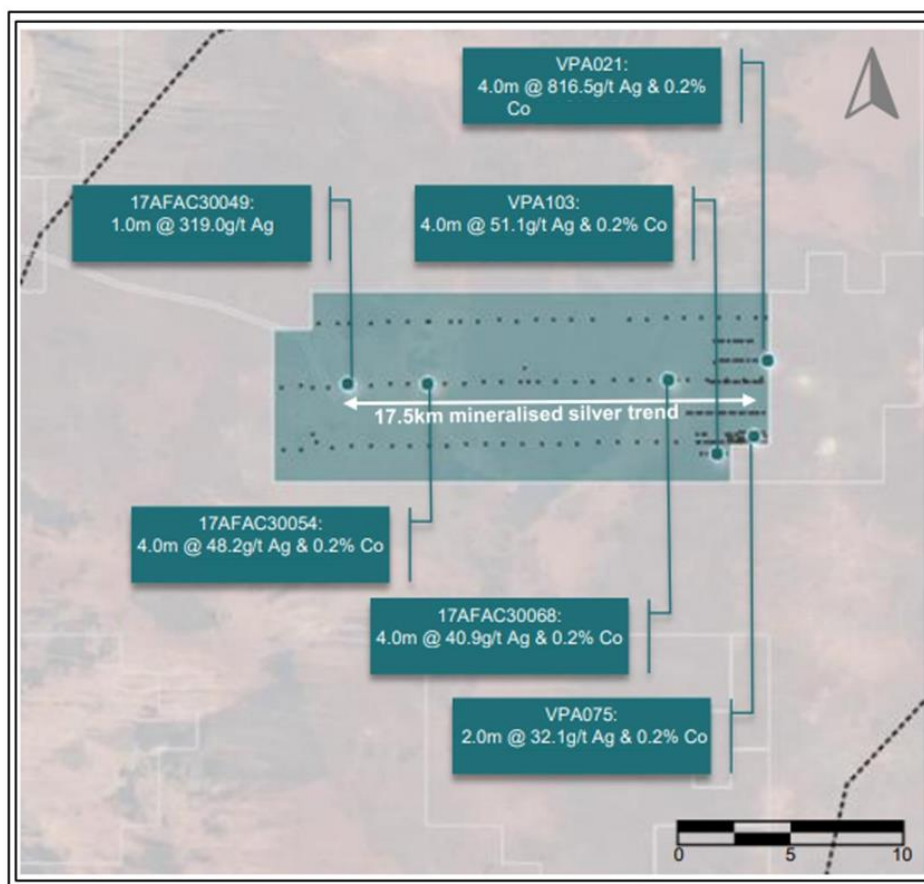 VPA021:
4.0m @ 816.5g/t Ag & 0.2%
Co
17AFAC30049:
1.0m @ 319.0g/t Ag
VPA103:
4.0m @ 51.1g/t Ag & 0.2% Co
17.5km mineralised silver trend
17AFAC30054:
4.0m @ 48.2g/t Ag & 0.2% Co
17AFAC30068:
4.0m @ 40.9g/t Ag & 0.2% Co
VPA075:
2.0m @ 32.1g/t Ag & 0.2% Co
0 5 10